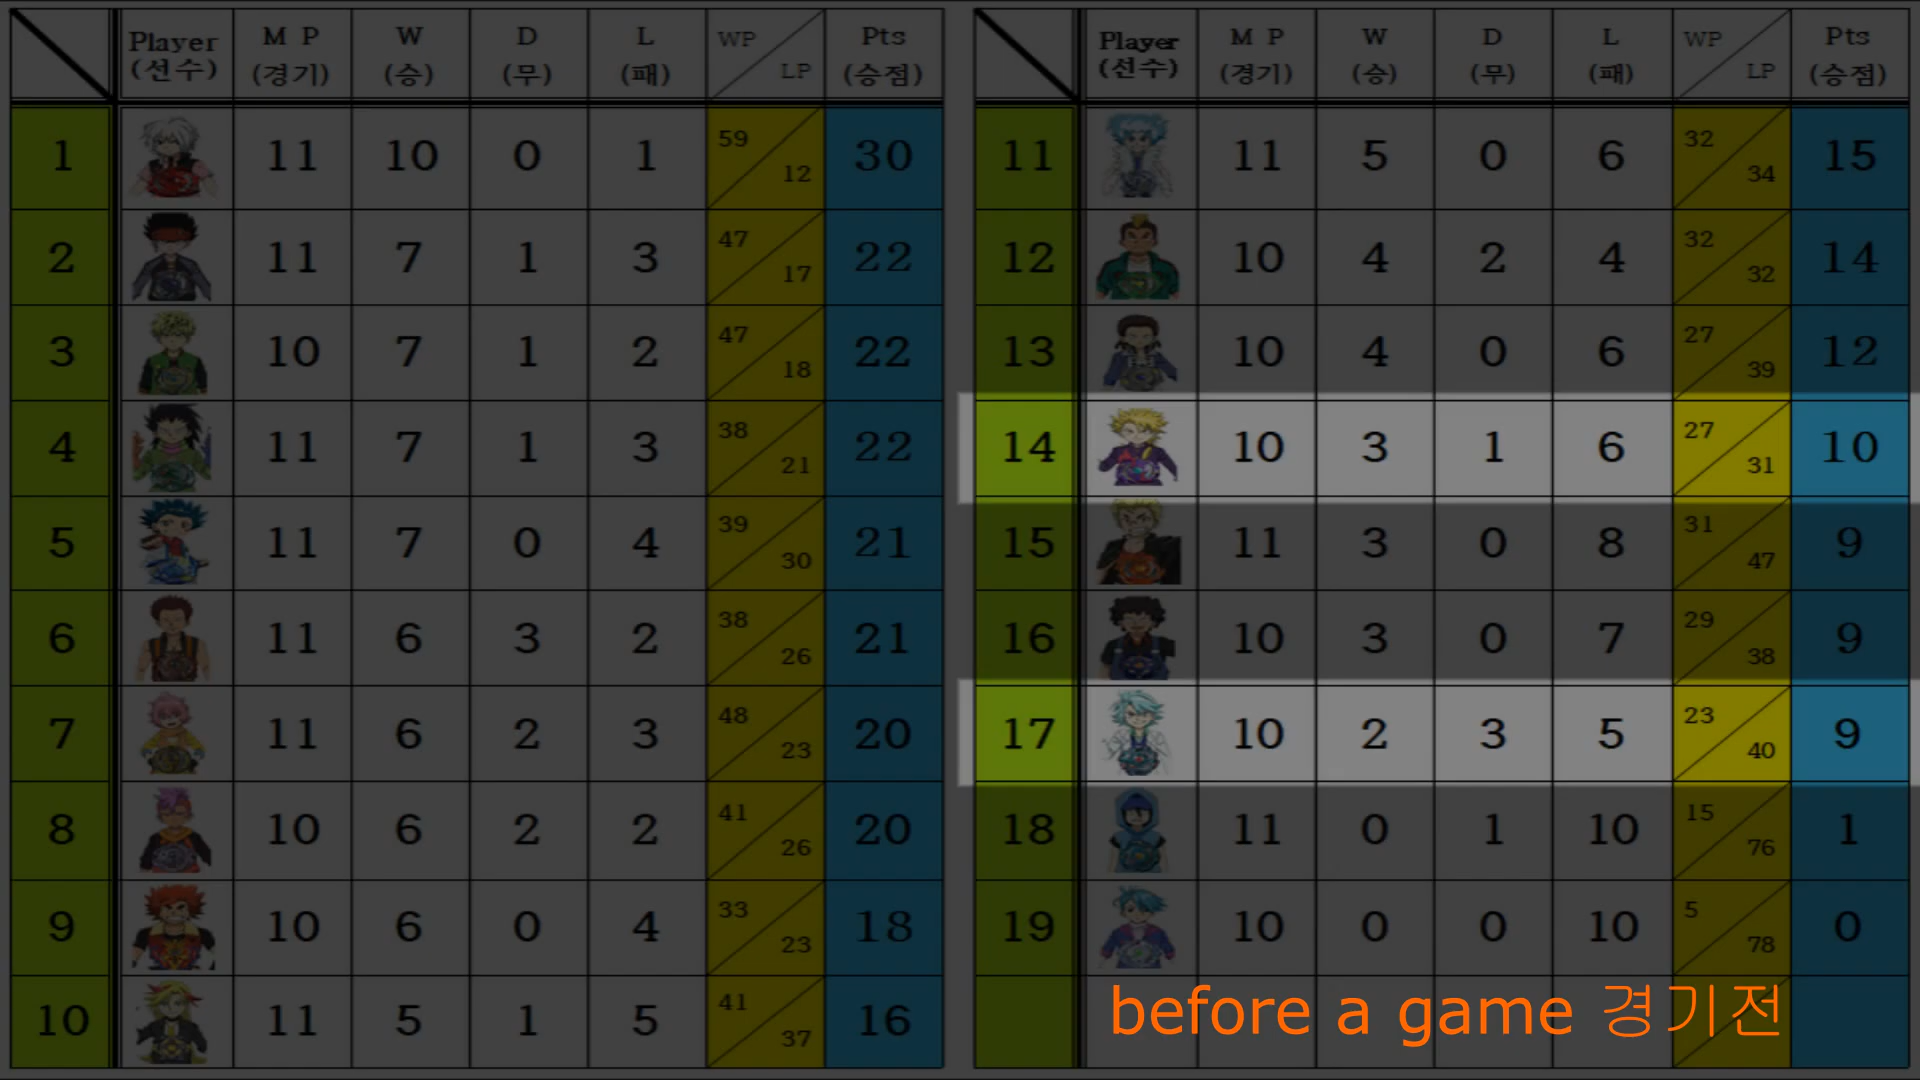 Player M P W D L WP Pts
(선수) (경기) (승) (무) (패) LP (승점)
1 11 10 0 1 59 12 30
2 11 7 1 3 47 17 22
3 10 7 1 2 47 18 22
4 11 7 1 3 38 21 22
5 11 7 0 4 39 30 21
6 11 6 3 2 38 26 21
7 11 6 2 3 48 23 20
8 10 6 2 2 41 26 20
9 10 6 0 4 33 23 18
10 11 5 1 5 41 37 16
Player M P W D L WP Pts
(선수) (경기) (승) (무) (패) LP (승점)
11 11 5 0 6 32 34 15
12 10 4 2 4 32 32 14
13 10 4 0 6 27 39 12
14 10 3 1 6 27 31 10
15 11 3 0 8 31 47 9
16 10 3 0 7 29 38 9
17 10 2 3 5 23 40 9
18 11 0 1 10 15 76 1
19 10 0 0 10 5 78 0
before a game 경기전